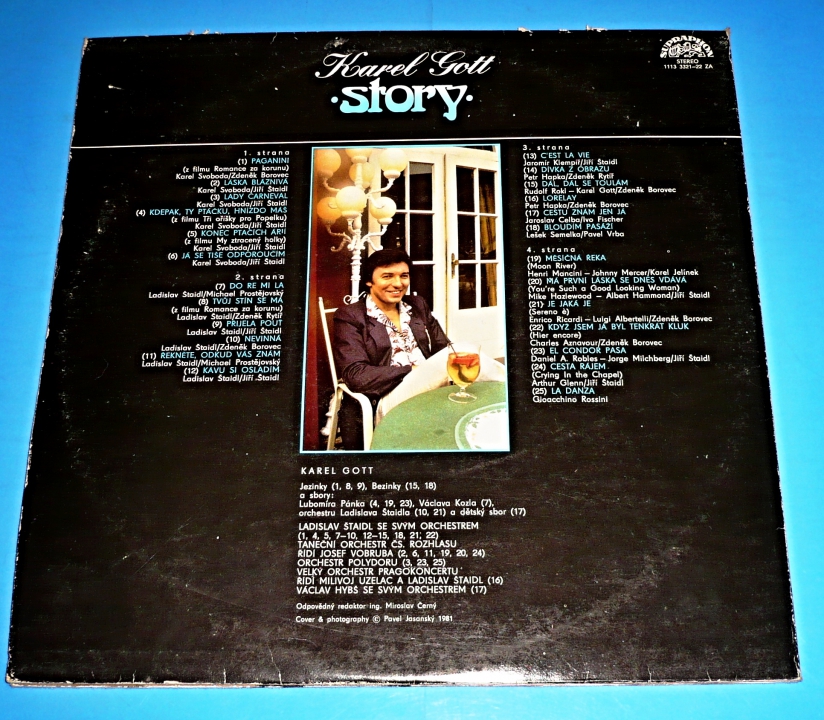 Karel Gott
·story·
SUPRAPHON
STEREO
1113 3321-22 ZA
1. strana
(1) PAGANINI
(z filmu Romance za korunu)
Karel Svoboda/Zdeněk Borovec
(2) LÁSKA BLÁZNIVÁ
Karel Svoboda/Jiří Štaidl
(3) LADY CARNEVAL
Karel Svoboda/Jiří Štaidl
(4) KDEPAK, TY PTÁČKU, HNÍZDO MÁŠ
(z filmu Tři oříšky pro Popelku)
Karel Svoboda/Jiří Štaidl
(5) KONEC PTAČÍCH ÁRIÍ
(z filmu My ztracený holky)
Karel Svoboda/Jiří Štaidl
(6) JÁ SE TIŠE ODPOROUČÍM
Karel Svoboda/Jiří Štaidl
2. strana
(7) DO RE MI LA
Ladislav Štaidl/Michael Prostějovský
(8) TVŮJ STÍN SE MÁ
(z filmu Romance za korunu)
Ladislav Štaidl/Zdeněk Rytíř
(9) PŘIJELA POUŤ
Ladislav Štaidl/Jiří Štaidl
(10) NEVINNÁ
Ladislav Štaidl/Zdeněk Borovec
(11) ŘEKNĚTE, ODKUD VÁS ZNÁM
Ladislav Štaidl/Michael Prostějovský
(12) KÁVU SI OSLADÍM
Ladislav Štaidl/Jiří Štaidl
3. strana
(13) C'EST LA VIE
Jaromír Klempíř/Jiří Štaidl
(14) DÍVKA Z OBRAZU
Petr Hapka/Zdeněk Rytíř
(15) DÁL, DÁL SE TOULÁM
Rudolf Rokl – Karel Gott/Zdeněk Borovec
(16) LORELAY
Petr Hapka/Zdeněk Borovec
(17) CESTU ZNÁM JEN JÁ
Jaroslav Celba/Ivo Fischer
(18) BLOUDÍM PASÁŽÍ
Lešek Semelka/Pavel Vrba
4. strana
(19) MĚSÍČNÁ ŘEKA
(Moon River)
Henri Mancini – Johnny Mercer/Karel Jelínek
(20) MÁ PRVNÍ LÁSKA SE DNES VDÁVÁ
(You're Such a Good Looking Woman)
Mike Hazlewood – Albert Hammond/Jiří Štaidl
(21) JE JAKÁ JE
(Sereno è)
Enrico Ricardi – Luigi Albertelli/Zdeněk Borovec
(22) KDYŽ JSEM JÁ BYL TENKRÁT KLUK
(Hier encore)
Charles Aznavour/Zdeněk Borovec
(23) EL CONDOR PASA
Daniel A. Robles – Jorge Milchberg/Jiří Štaidl
(24) CESTA RÁJEM
(Crying In the Chapel)
Arthur Glenn/Jiří Štaidl
(25) LA DANZA
Gioacchino Rossini
KAREL GOTT
Jezinky (1, 8, 9), Bezinky (15, 18)
a sbory:
Lubomíra Pánka (4, 19, 23), Václava Kozla (7),
orchestru Ladislava Štaidla (10, 21) a dětský sbor (17)
LADISLAV ŠTAIDL SE SVÝM ORCHESTREM
(1, 4, 5, 7–10, 12–15, 18, 21, 22)
TANEČNÍ ORCHESTR ČS. ROZHLASU
ŘÍDÍ JOSEF VOBRUBA (2, 6, 11, 19, 20, 24)
ORCHESTR POLYDORU (3, 23, 25)
VELKÝ ORCHESTR PRAGOKONCERTU
ŘÍDÍ MILIVOJ UZELAC A LADISLAV ŠTAIDL (16)
VÁCLAV HYBŠ SE SVÝM ORCHESTREM (17)
Odpovědný redaktor ing. Miroslav Černý
Cover & photography © Pavel Jasanský 1981